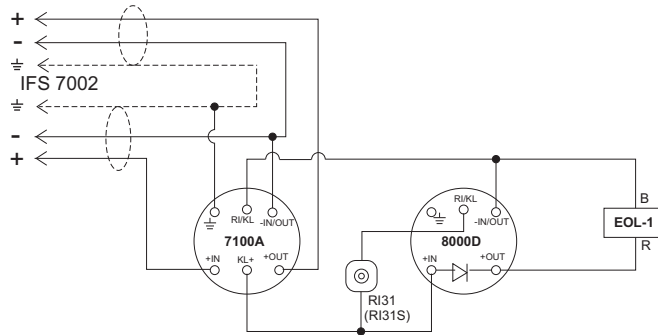 +
-
IFS 7002
-
+
RI/KL
-IN/OUT
7100A
+IN
KL+
+OUT
RI/KL
-IN/OUT
8000D
+IN
+OUT
RI31
(RI31S)
B
EOL-1
R